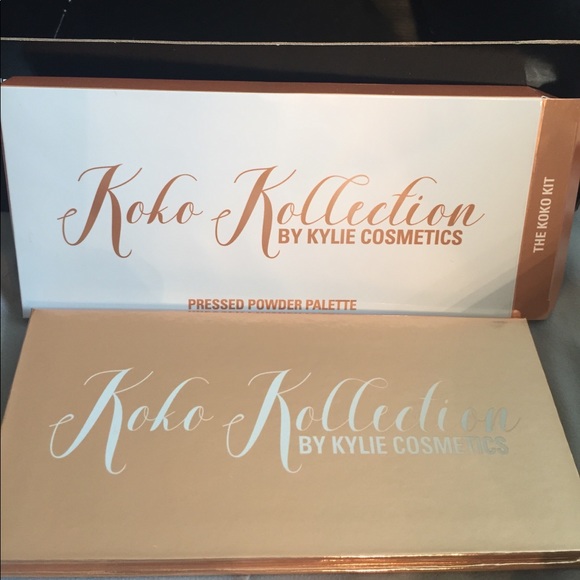 Koko Kollection
BY KYLIE COSMETICS
THE KOKO KIT
PRESSED POWDER PALETTE
Koko Kollection
BY KYLIE COSMETICS